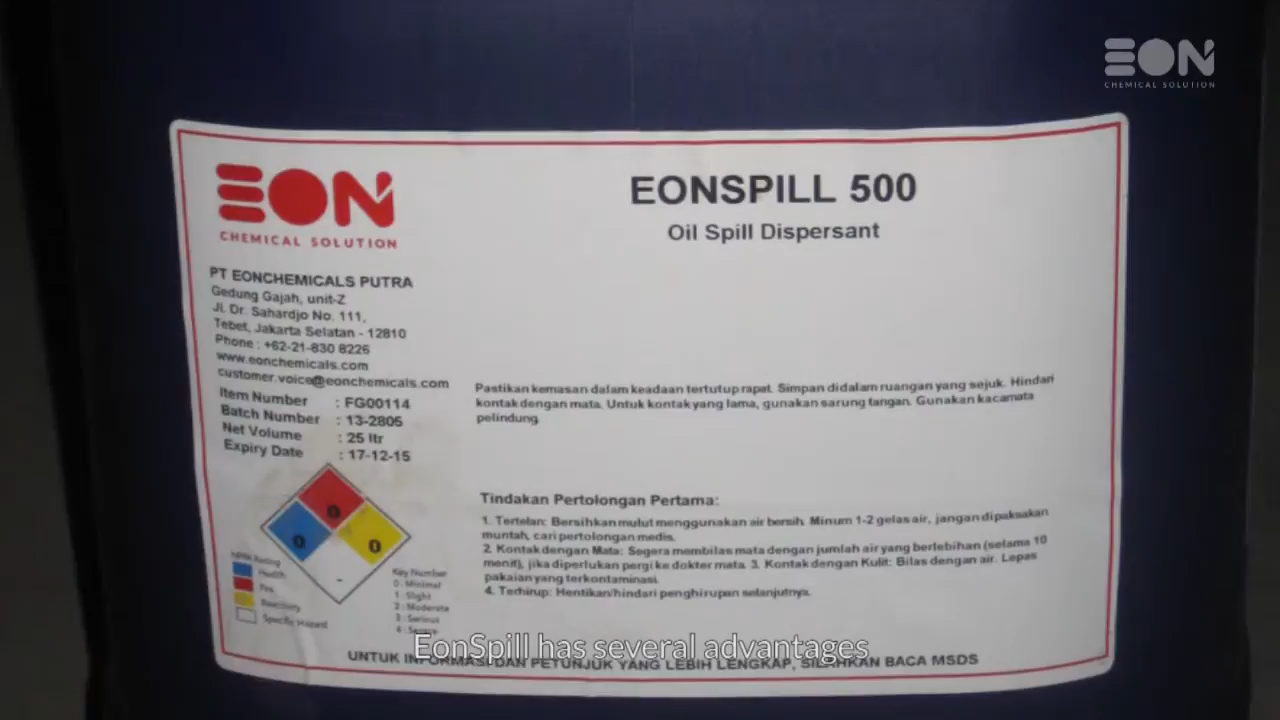 EON
CHEMICAL SOLUTION
EON
CHEMICAL SOLUTION
EONSPILL 500
Oil Spill Dispersant
PT EONCHEMICALS PUTRA
Gedung Gajah, unit-Z
Jl. Dr. Sahardjo No. 111,
Tebet, Jakarta Selatan - 12810
Phone : +62-21-830 8226
www.eonchemicals.com
customer.voice@eonchemicals.com
Item Number : FG00114
Batch Number : 13-2805
Net Volume : 25 ltr
Expiry Date : 17-12-15
Pastikan kemasan dalam keadaan tertutup rapat. Simpan didalam ruangan yang sejuk. Hindari
kontak dengan mata. Untuk kontak yang lama, gunakan sarung tangan. Gunakan kacamata
pelindung.
Tindakan Pertolongan Pertama:
1. Tertelan: Bersihkan mulut menggunakan air bersih. Minum 1-2 gelas air, jangan dipaksakan
muntah, cari pertolongan medis.
2. Kontak dengan Mata: Segera membilas mata dengan jumlah air yang berlebihan (selama 10
menit), jika diperlukan pergi ke dokter mata. 3. Kontak dengan Kulit: Bilas dengan air. Lepas
pakaian yang terkontaminasi.
4. Terhirup: Hentikan/hindari penghirupan selanjutnya.
0
0
0
-
NFPA Rating
Health
Fire
Reactivity
Specific Hazard
Key Number
0 : Minimal
1 : Slight
2 : Moderate
3 : Serious
4 : Severe
UNTUK INFORMASI DAN PETUNJUK YANG LEBIH LENGKAP, SILAHKAN BACA MSDS
EonSpill has several advantages